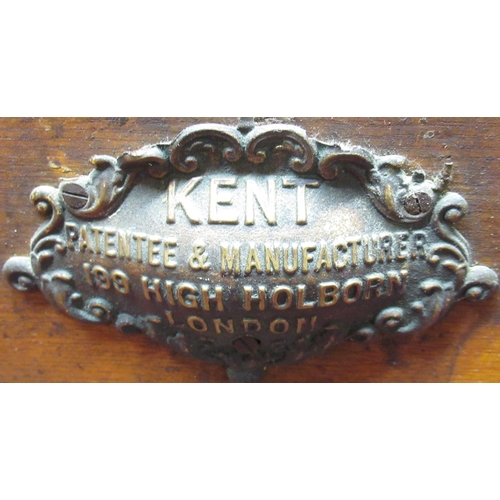 KENT
PATENTEE & MANUFACTURER
199 HIGH HOLBORN
LONDON